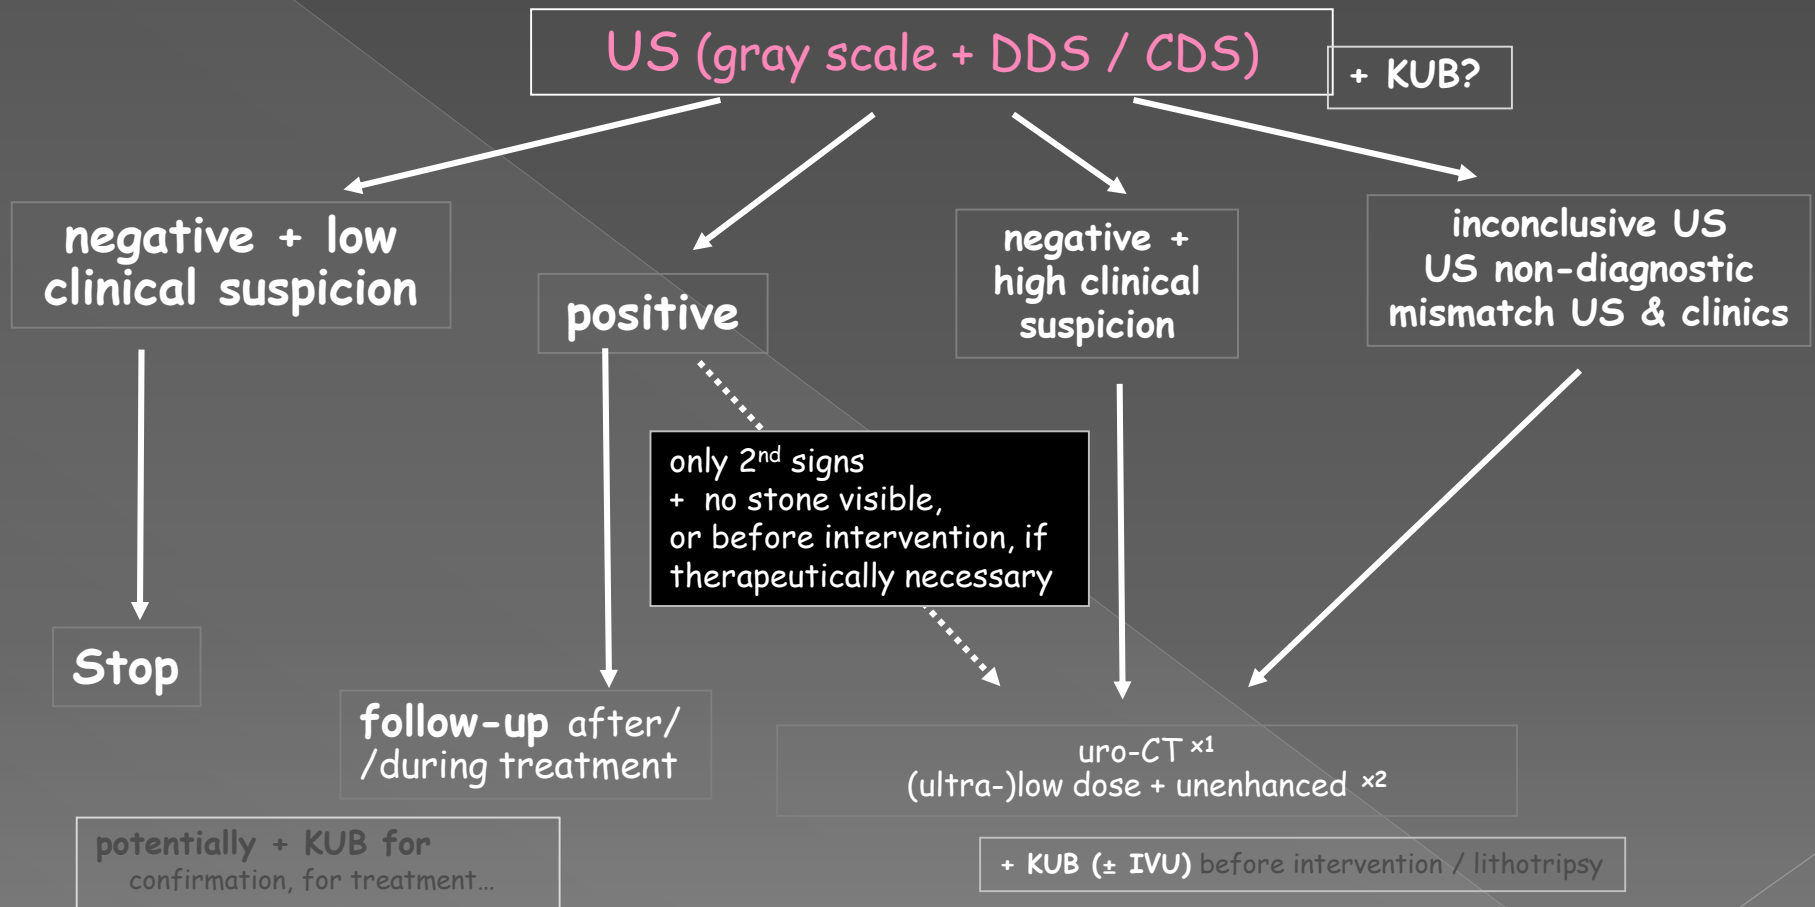 US (gray scale + DDS / CDS)
+ KUB?
negative + low
clinical suspicion
positive
negative +
high clinical
suspicion
inconclusive US
US non-diagnostic
mismatch US & clinics
only 2nd signs
+ no stone visible,
or before intervention, if
therapeutically necessary
Stop
follow-up after/
/during treatment
uro-CT x1
(ultra-)low dose + unenhanced x2
potentially + KUB for
confirmation, for treatment...
+ KUB (± IVU) before intervention / lithotripsy